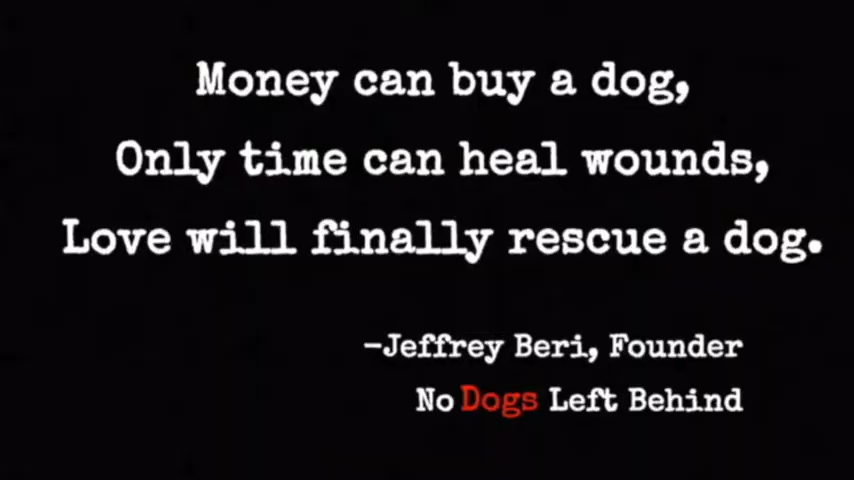 Money can buy a dog,
Only time can heal wounds,
Love will finally rescue a dog.
-Jeffrey Beri, Founder
No Dogs Left Behind